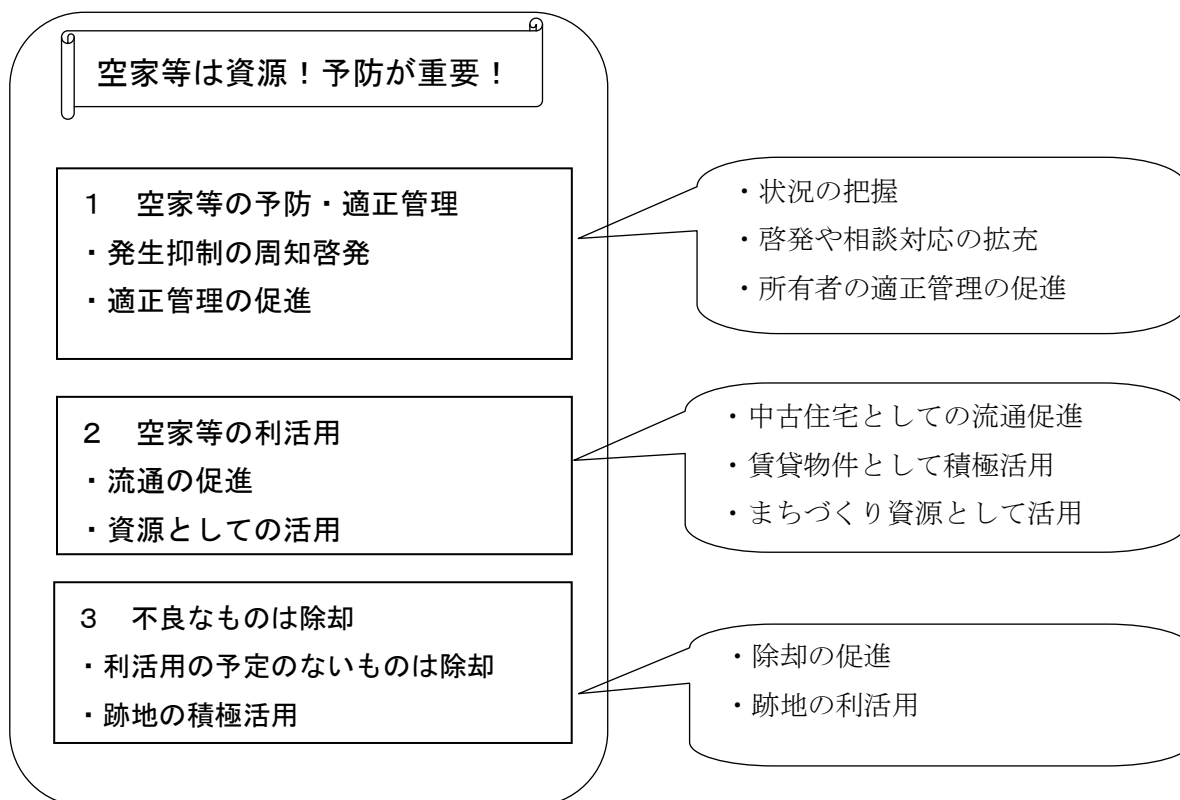 空家等は資源！予防が重要！
１　空家等の予防・適正管理
・発生抑制の周知啓発
・適正管理の促進
・状況の把握
・啓発や相談対応の拡充
・所有者の適正管理の促進
２　空家等の利活用
・流通の促進
・資源としての活用
・中古住宅としての流通促進
・賃貸物件として積極活用
・まちづくり資源として活用
３　不良なものは除却
・利活用の予定のないものは除却
・跡地の積極活用
・除却の促進
・跡地の利活用